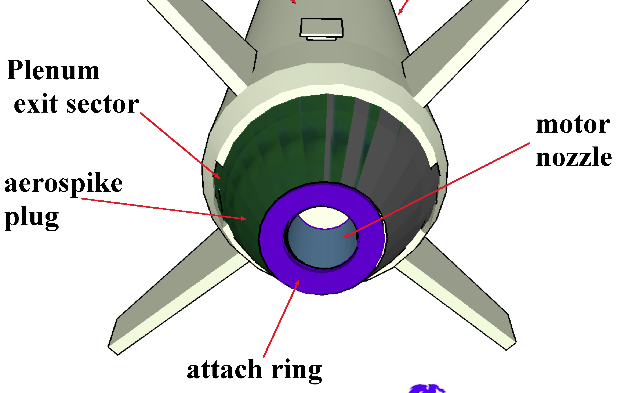 Plenum
exit sector
aerospike
plug
motor
nozzle
attach ring